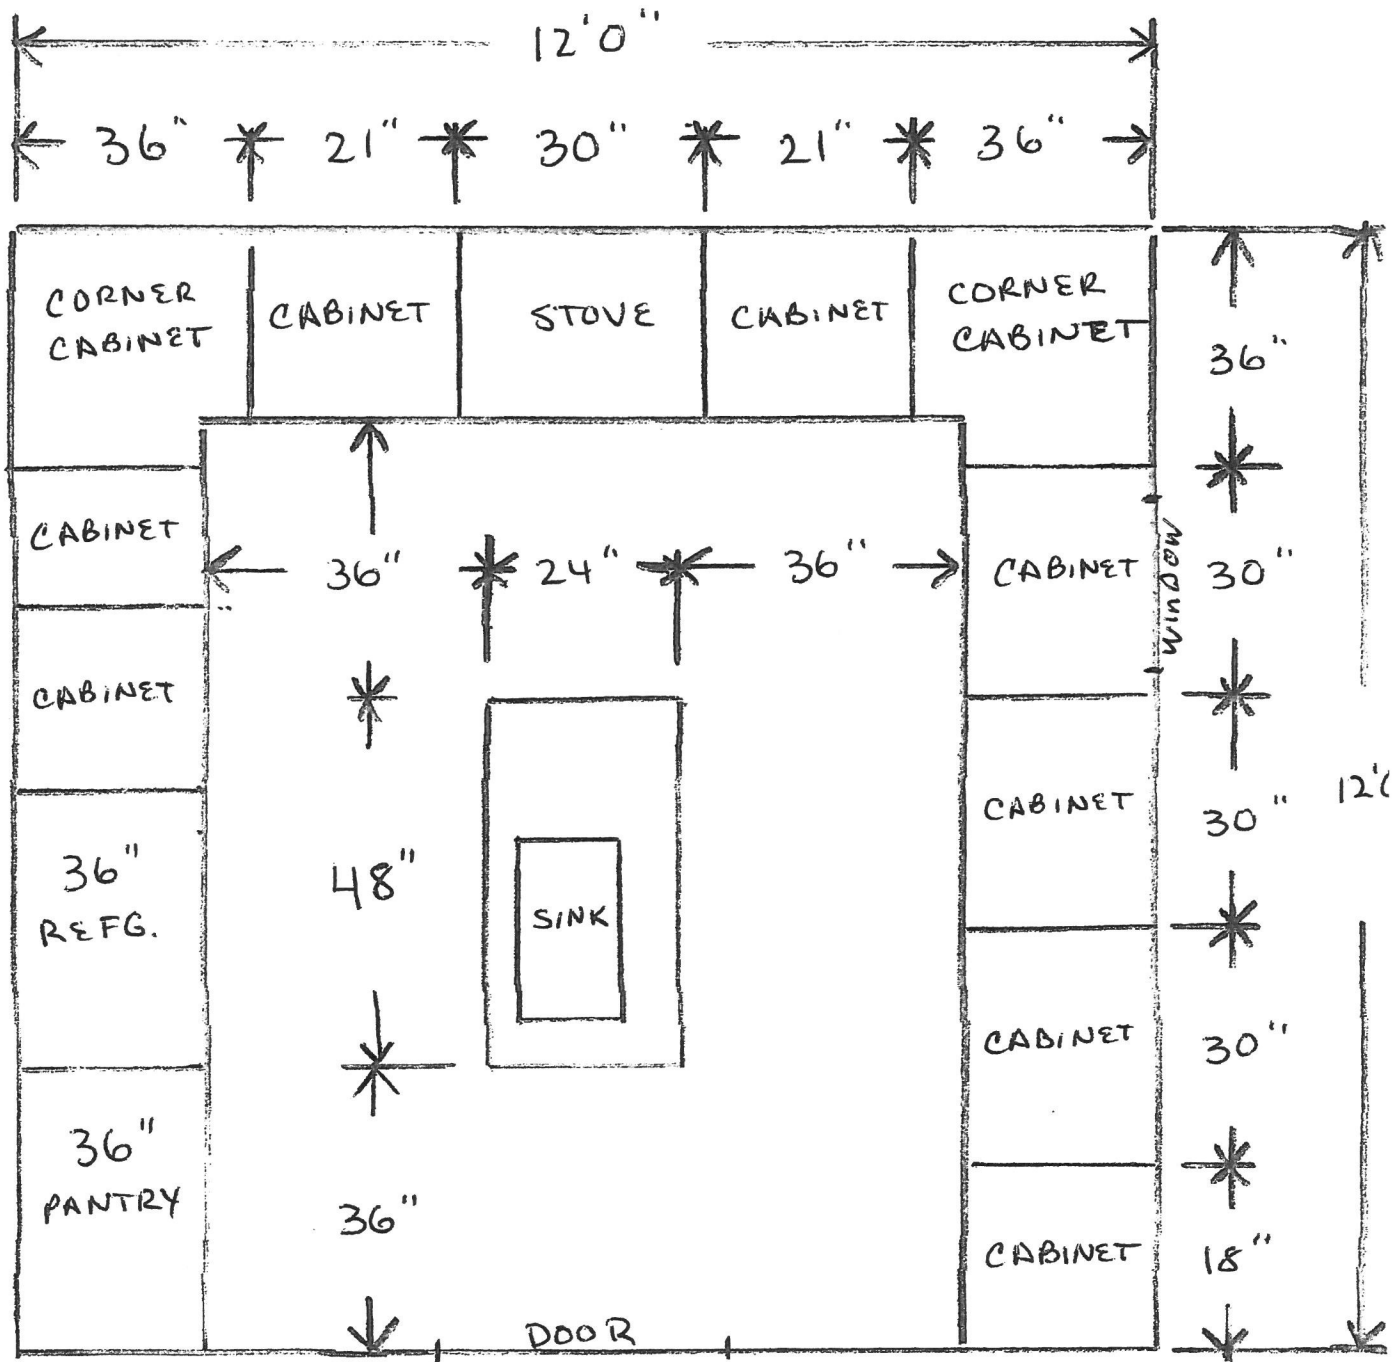 12'0"
36" 21" 30" 21" 36"
CORNER
CABINET
CABINET
STOVE
CABINET
CORNER
CABINET
36"
CABINET
36" 24" 36"
CABINET
WINDOW
30"
CABINET
48"
SINK
CABINET
30"
12'0
36"
REFG.
CABINET
30"
36"
PANTRY
36"
CABINET
18"
DOOR